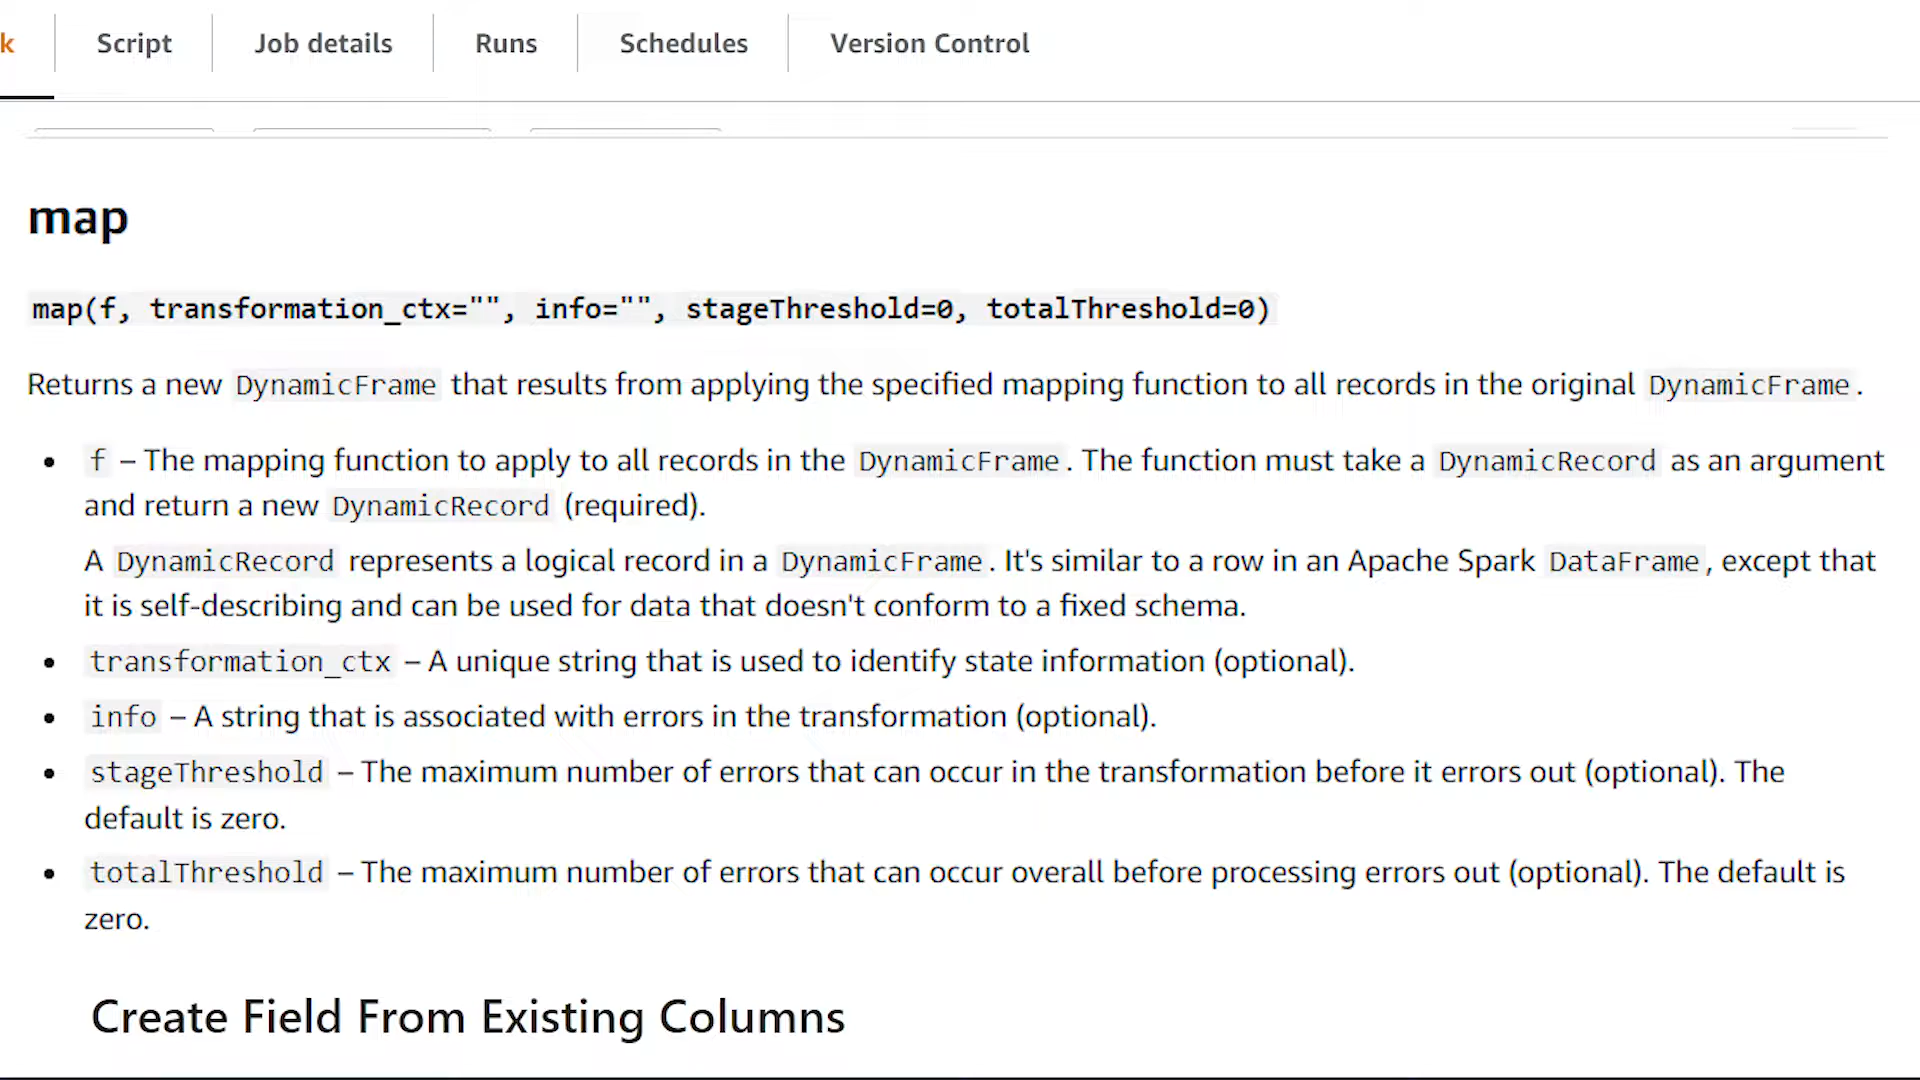 k Script Job details Runs Schedules Version Control
map
map(f, transformation_ctx="", info="", stageThreshold=0, totalThreshold=0)
Returns a new DynamicFrame that results from applying the specified mapping function to all records in the original DynamicFrame.
• f – The mapping function to apply to all records in the DynamicFrame. The function must take a DynamicRecord as an argument
and return a new DynamicRecord (required).
A DynamicRecord represents a logical record in a DynamicFrame. It's similar to a row in an Apache Spark DataFrame, except that
it is self-describing and can be used for data that doesn't conform to a fixed schema.
• transformation_ctx – A unique string that is used to identify state information (optional).
• info – A string that is associated with errors in the transformation (optional).
• stageThreshold – The maximum number of errors that can occur in the transformation before it errors out (optional). The
default is zero.
• totalThreshold – The maximum number of errors that can occur overall before processing errors out (optional). The default is
zero.
Create Field From Existing Columns